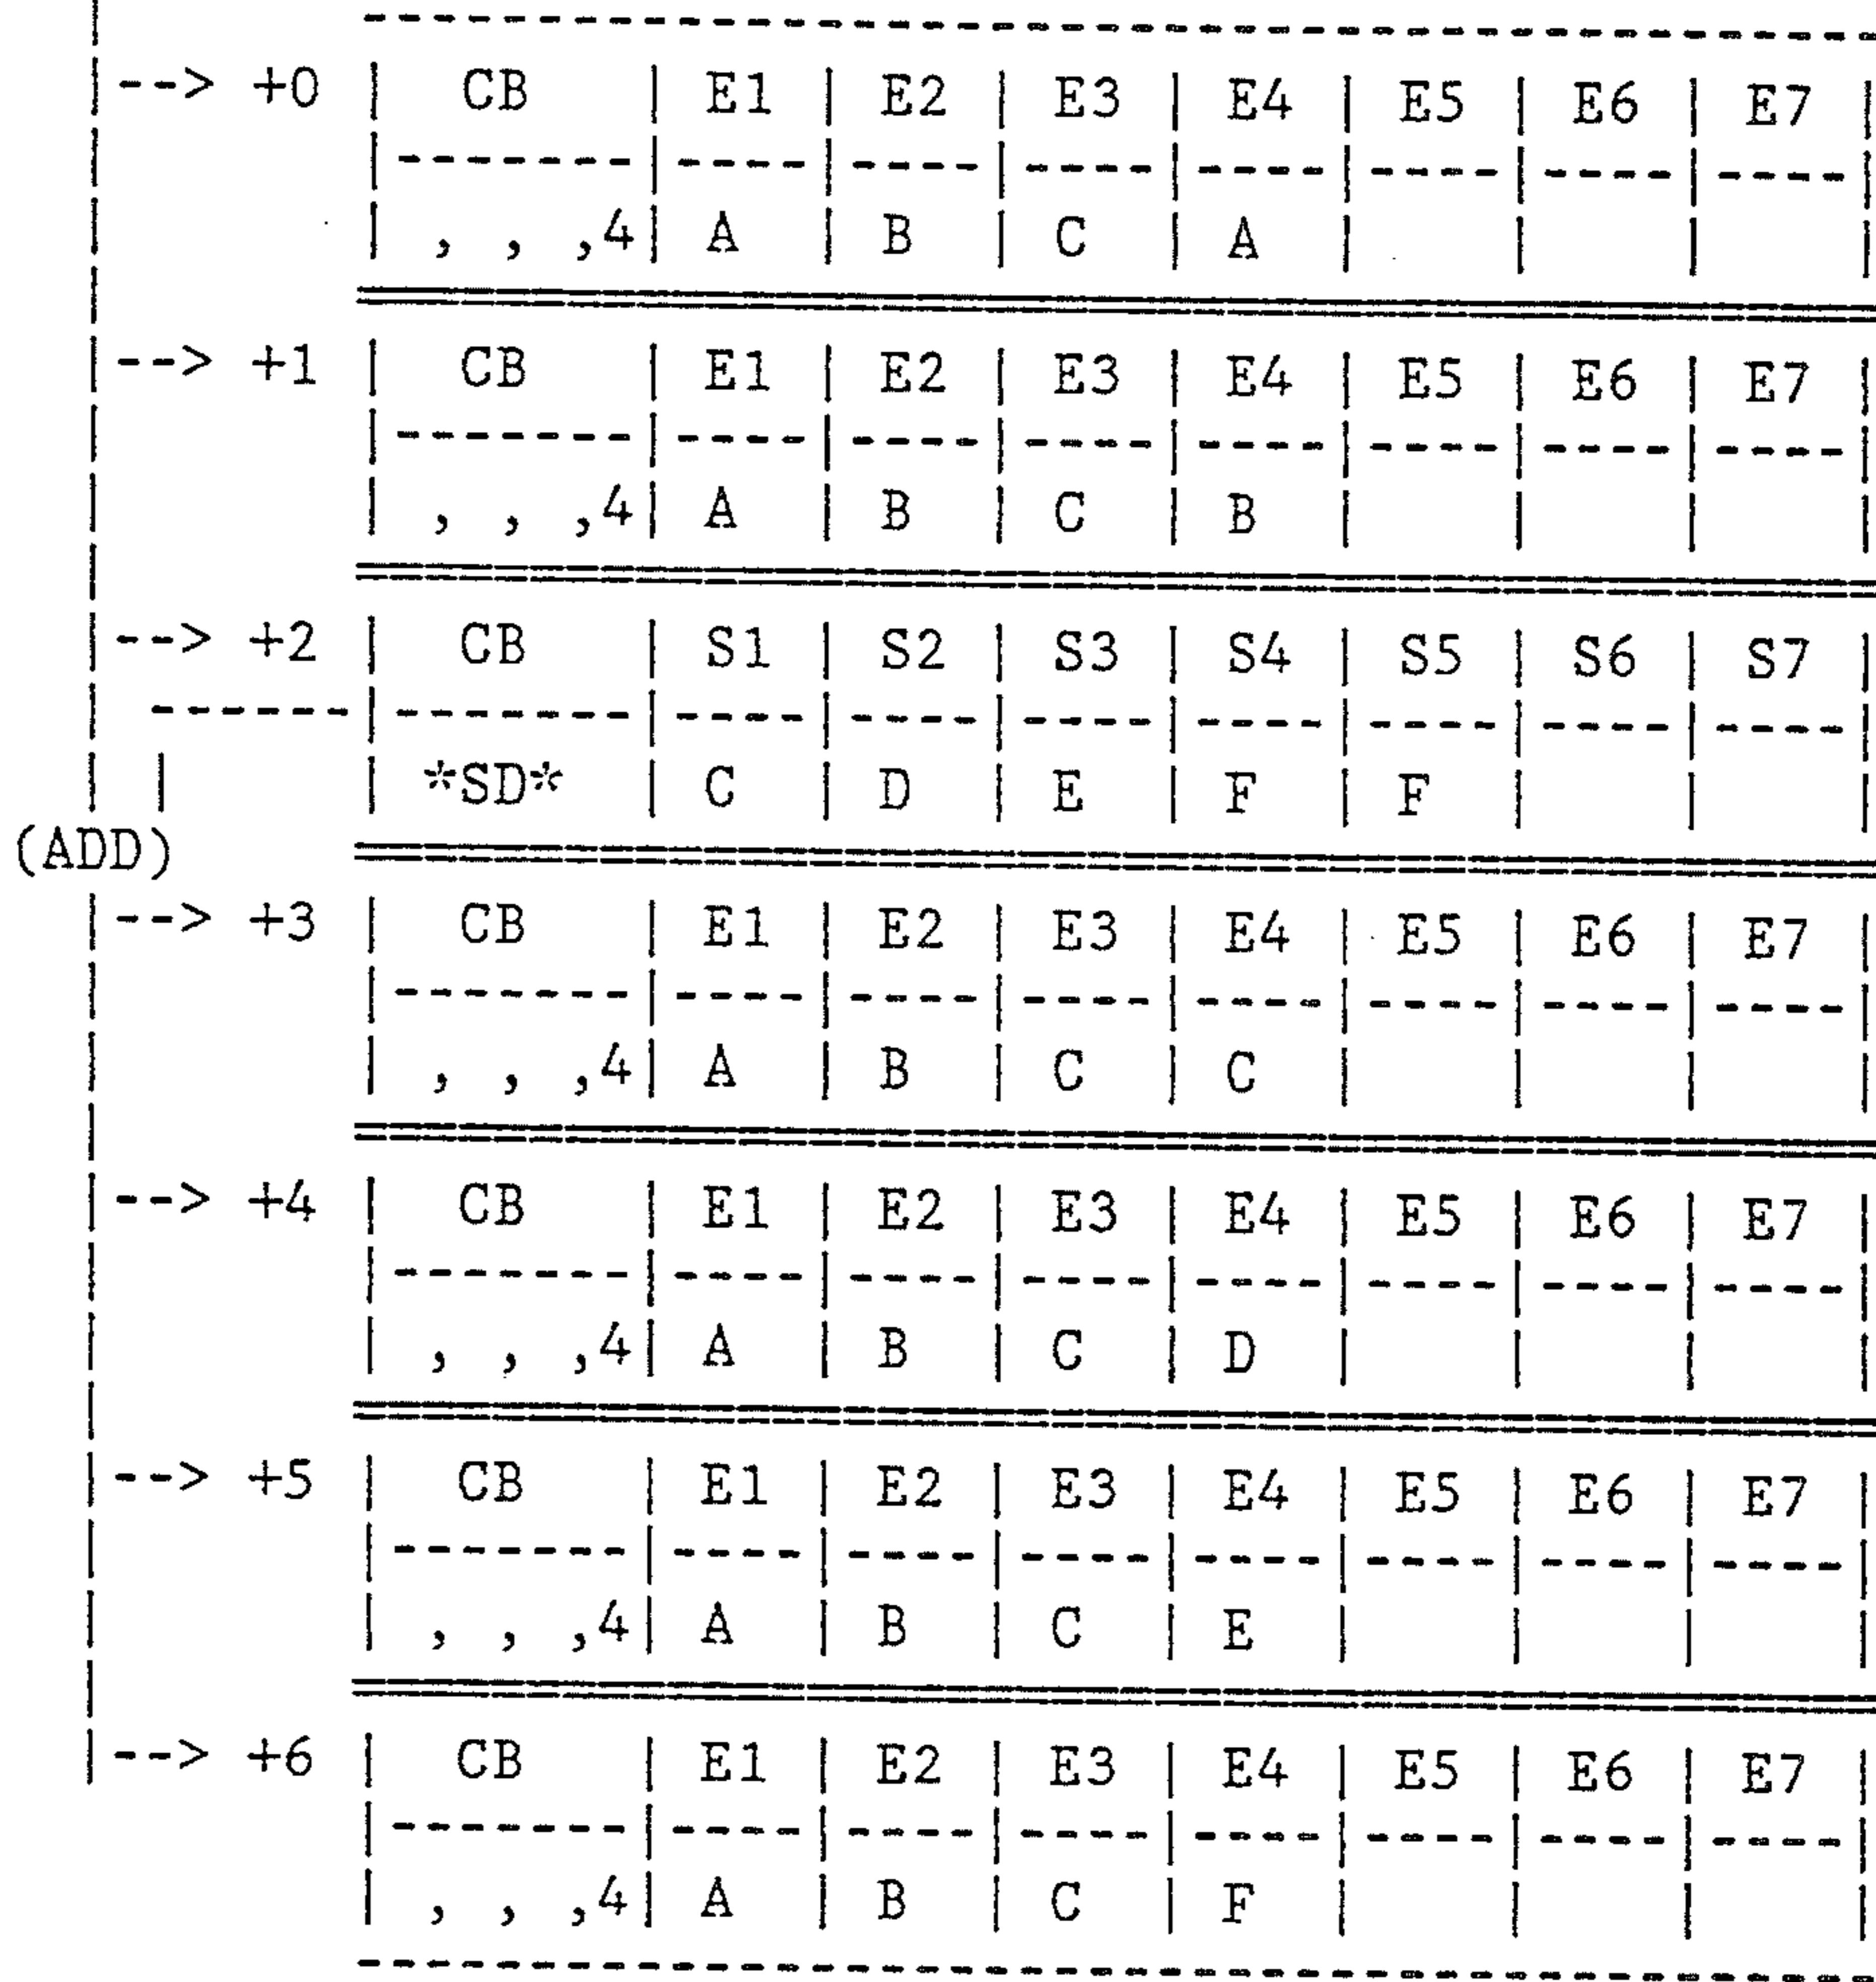 --> +0 | CB | E1 | E2 | E3 | E4 | E5 | E6 | E7 |
| , , ,4| A | B | C | A | | | |
--> +1 | CB | E1 | E2 | E3 | E4 | E5 | E6 | E7 |
| , , ,4| A | B | C | B | | | |
--> +2 | CB | S1 | S2 | S3 | S4 | S5 | S6 | S7 |
| *SD* | C | D | E | F | F | | |
(ADD)
--> +3 | CB | E1 | E2 | E3 | E4 | E5 | E6 | E7 |
| , , ,4| A | B | C | C | | | |
--> +4 | CB | E1 | E2 | E3 | E4 | E5 | E6 | E7 |
| , , ,4| A | B | C | D | | | |
--> +5 | CB | E1 | E2 | E3 | E4 | E5 | E6 | E7 |
| , , ,4| A | B | C | E | | | |
--> +6 | CB | E1 | E2 | E3 | E4 | E5 | E6 | E7 |
| , , ,4| A | B | C | F | | | |